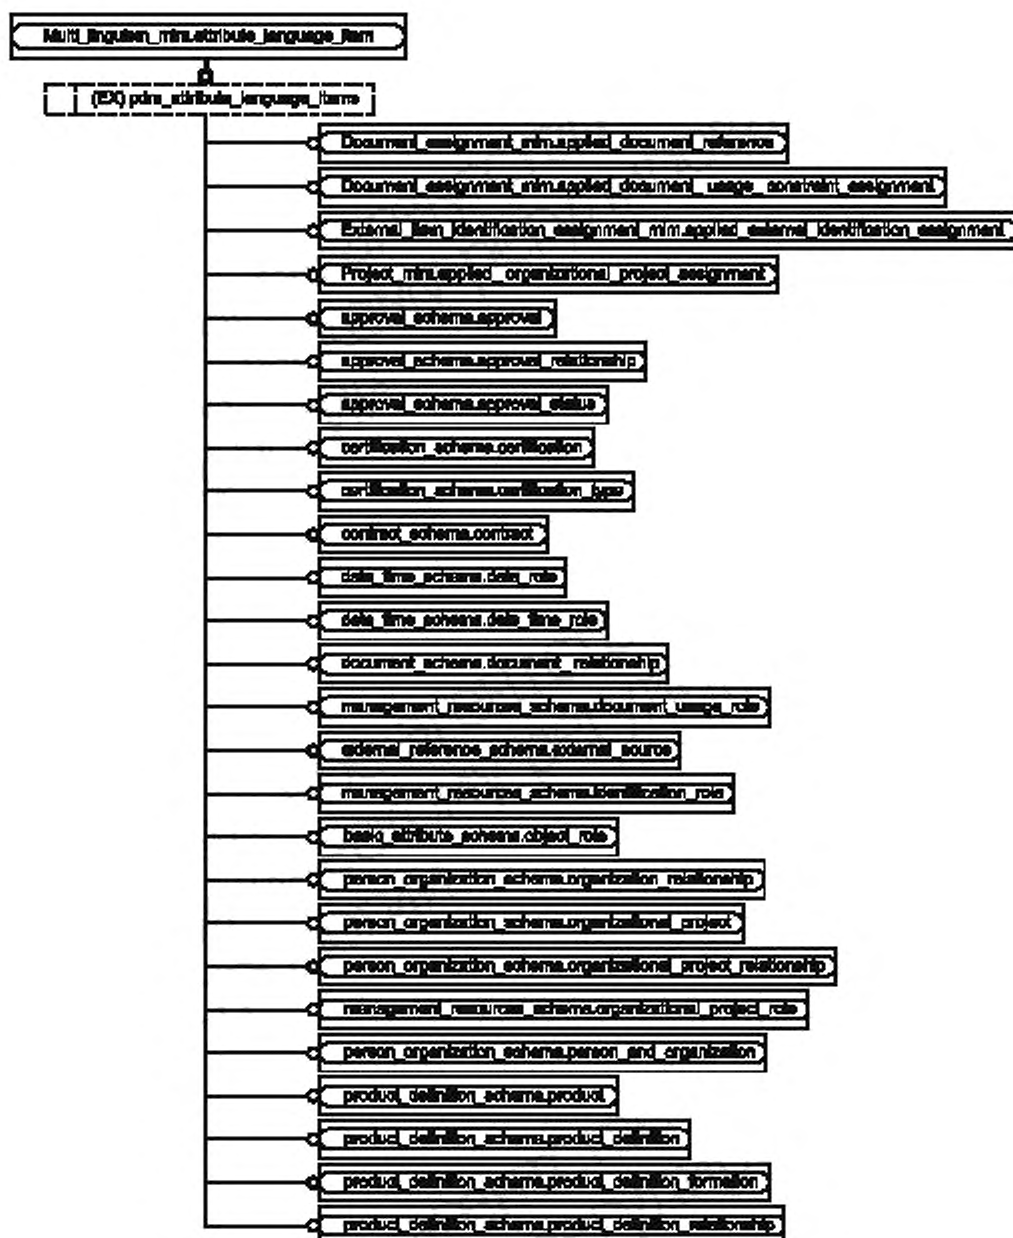 Multi_linguism_mim.attribute_language_item
(EX) pdm_attribute_language_items
Document_assignment_mim.applied_document_reference
Document_assignment_mim.applied_document_usage_constraint_assignment
External_item_identification_assignment_mim.applied_external_identification_assignment
Project_mim.applied_organizational_project_assignment
approval_schema.approval
approval_schema.approval_relationship
approval_schema.approval_status
certification_schema.certification
certification_schema.certification_type
contract_schema.contract
date_time_schema.date_role
date_time_schema.date_time_role
document_schema.document_relationship
management_resources_schema.document_usage_role
external_reference_schema.external_source
management_resources_schema.identification_role
basic_attribute_schema.object_role
person_organization_schema.organization_relationship
person_organization_schema.organizational_project
person_organization_schema.organizational_project_relationship
management_resources_schema.organizational_project_role
person_organization_schema.person_and_organization
product_definition_schema.product
product_definition_schema.product_definition
product_definition_schema.product_definition_formation
product_definition_schema.product_definition_relationship